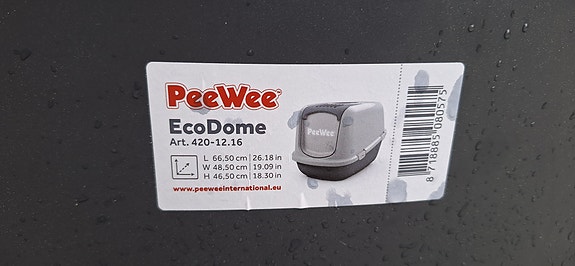 PeeWee®
EcoDome
Art. 420-12.16
L 66,50 cm 26.18 in
W 48,50 cm 19.09 in
H 46,50 cm 18.30 in
www.peeweeinternational.eu
PeeWee
8 718885 080575